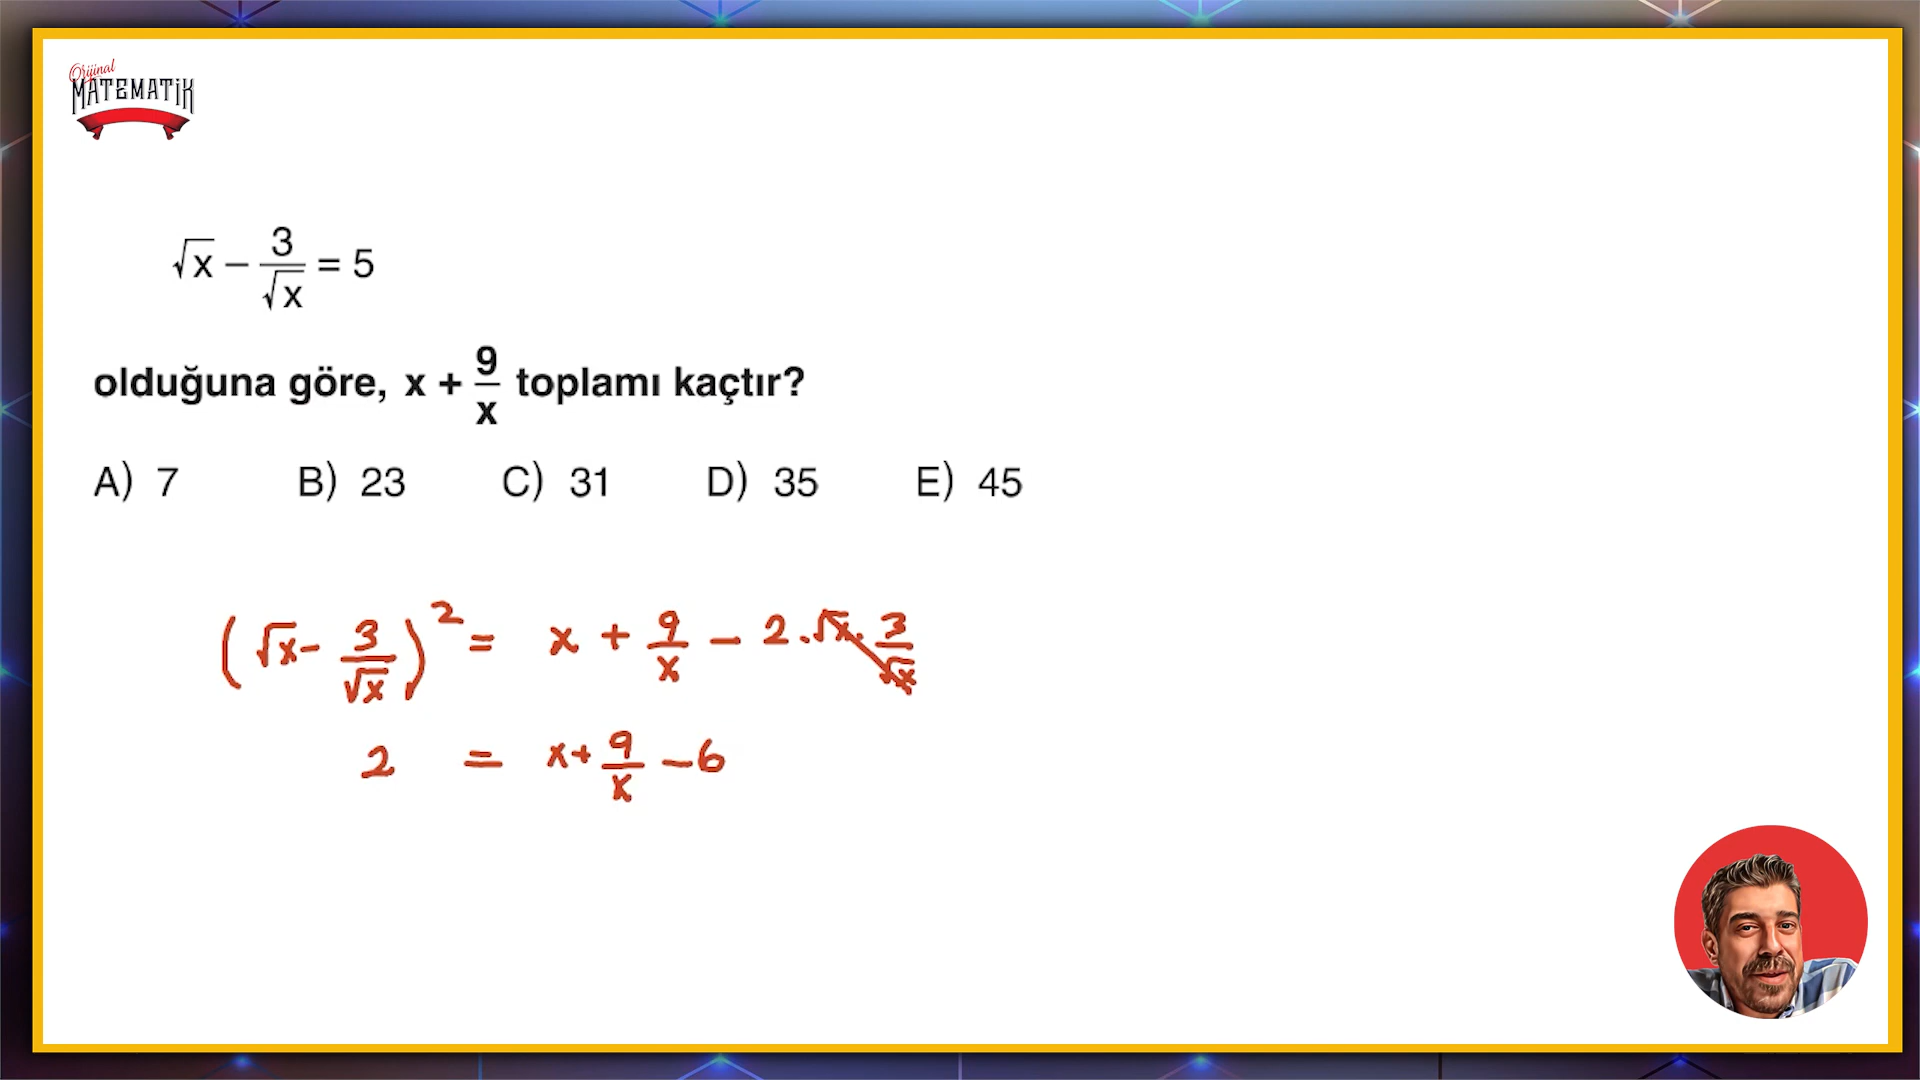 Orijinal
MATEMATİK
√x − 3/√x = 5
olduğuna göre, x + 9/x toplamı kaçtır?
A) 7 B) 23 C) 31 D) 35 E) 45
(√x − 3/√x)² = x + 9/x − 2.√x.3/√x
2 = x + 9/x − 6